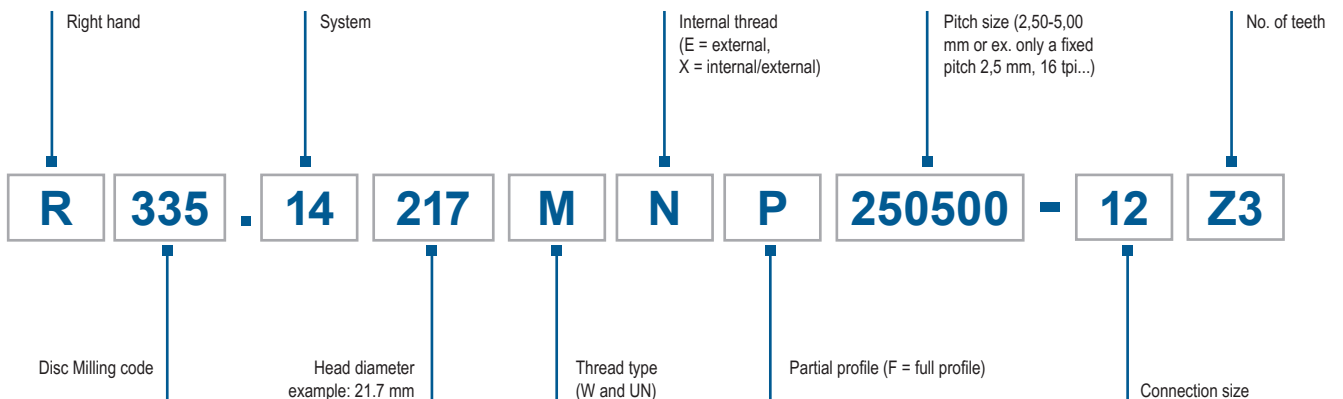 Right hand
System
Internal thread
(E = external,
X = internal/external)
Pitch size (2,50-5,00
mm or ex. only a fixed
pitch 2,5 mm, 16 tpi...)
No. of teeth
R 335 . 14 217 M N P 250500 - 12 Z3
Disc Milling code
Head diameter
example: 21.7 mm
Thread type
(W and UN)
Partial profile (F = full profile)
Connection size